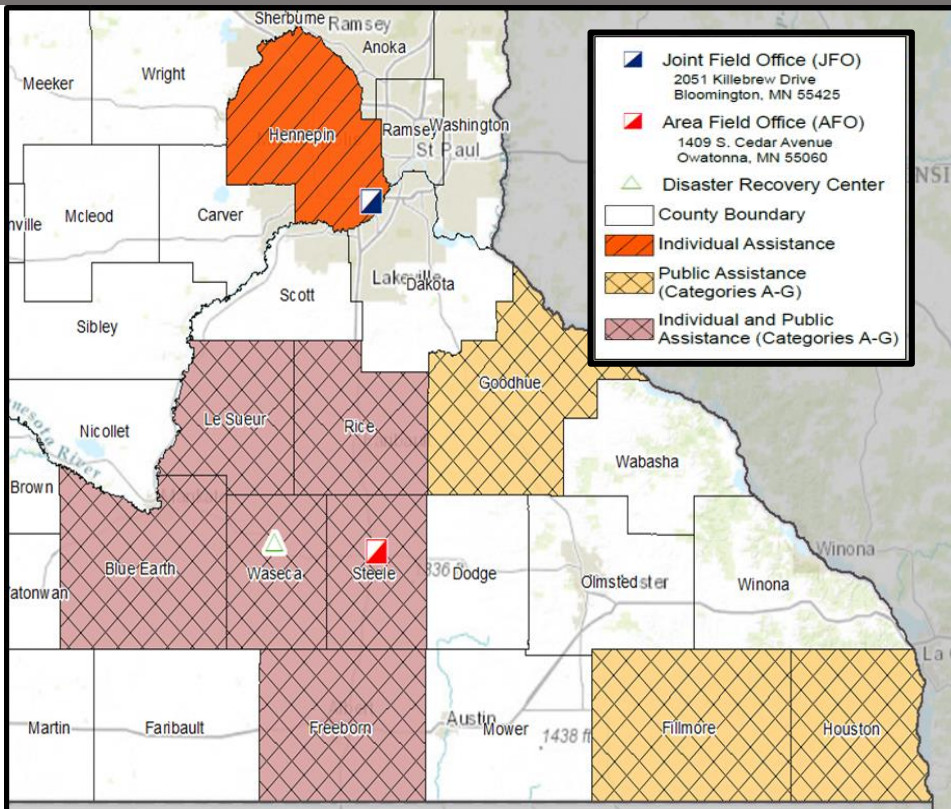 Sherburne
Ramsey
Anoka
Meeker
Wright
Hennepin
Ramsey
Washington
St Paul
Mcleod
Carver
Lakeville
Dakota
Scott
Sibley
Goodhue
Le Sueur
Rice
Nicollet
Wabasha
Brown
Blue Earth
Waseca
Steele
Dodge
Winona
Winona
Martin
Faribault
Freeborn
Austin
Mower
1438 ft
Fillmore
Houston
Joint Field Office (JFO)
2051 Killebrew Drive
Bloomington, MN 55425
Area Field Office (AFO)
1409 S. Cedar Avenue
Owatonna, MN 55060
Disaster Recovery Center
County Boundary
Individual Assistance
Public Assistance
(Categories A-G)
Individual and Public
Assistance (Categories A-G)